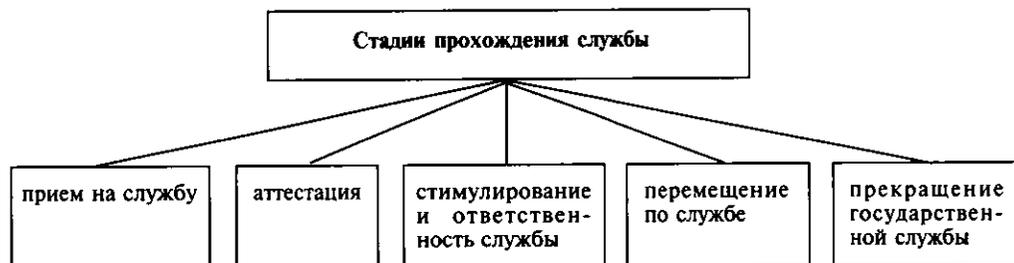 Стадии прохождения службы
прием на службу
аттестация
стимулирование
и ответствен-
ность службы
перемещение
по службе
прекращение
государствен-
ной службы